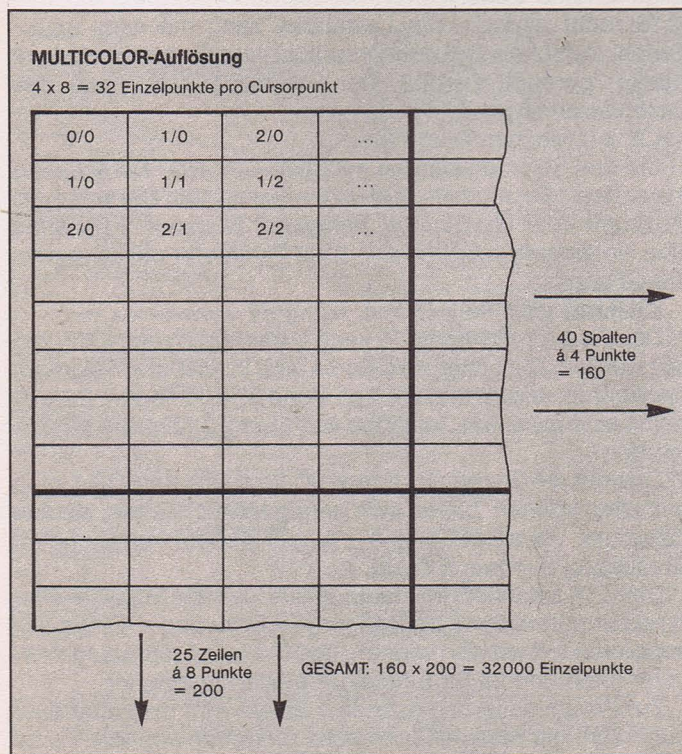 MULTICOLOR-Auflösung
4 x 8 = 32 Einzelpunkte pro Cursorpunkt
0/0 1/0 2/0 ...
1/0 1/1 1/2 ...
2/0 2/1 2/2 ...
40 Spalten
á 4 Punkte
= 160
25 Zeilen
á 8 Punkte
= 200
GESAMT: 160 x 200 = 32000 Einzelpunkte